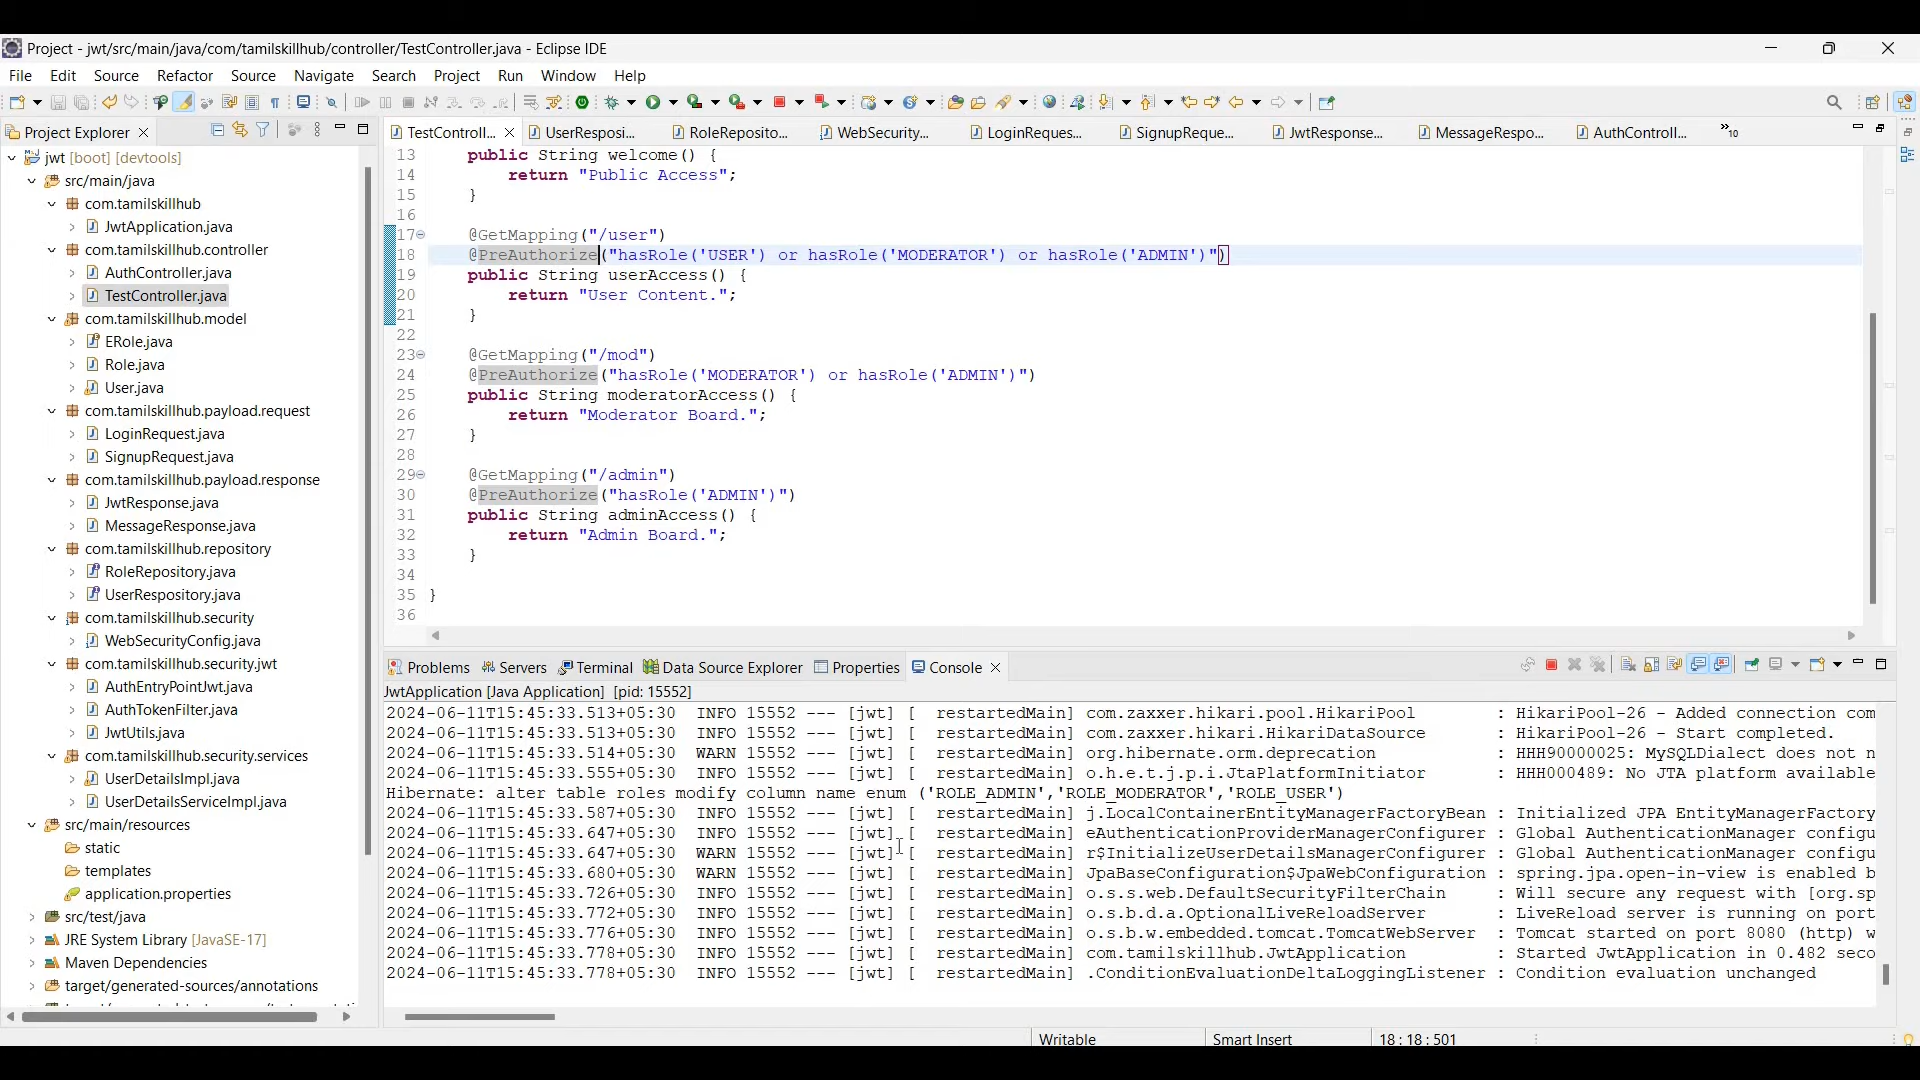 Project - jwt/src/main/java/com/tamilskillhub/controller/TestController.java - Eclipse IDE
File Edit Source Refactor Source Navigate Search Project Run Window Help
Project Explorer
jwt [boot] [devtools]
src/main/java
com.tamilskillhub
JwtApplication.java
com.tamilskillhub.controller
AuthController.java
TestController.java
com.tamilskillhub.model
ERole.java
Role.java
User.java
com.tamilskillhub.payload.request
LoginRequest.java
SignupRequest.java
com.tamilskillhub.payload.response
JwtResponse.java
MessageResponse.java
com.tamilskillhub.repository
RoleRepository.java
UserRespository.java
com.tamilskillhub.security
WebSecurityConfig.java
com.tamilskillhub.security.jwt
AuthEntryPointJwt.java
AuthTokenFilter.java
JwtUtils.java
com.tamilskillhub.security.services
UserDetailsImpl.java
UserDetailsServiceImpl.java
src/main/resources
static
templates
application.properties
src/test/java
JRE System Library [JavaSE-17]
Maven Dependencies
target/generated-sources/annotations
TestControll... UserResposi... RoleReposito... WebSecurity... LoginReques... SignupReque... JwtResponse... MessageRespo... AuthControll... »10
13 public String welcome() {
14 return "Public Access";
15 }
16
17 @GetMapping("/user")
18 @PreAuthorize("hasRole('USER') or hasRole('MODERATOR') or hasRole('ADMIN')")
19 public String userAccess() {
20 return "User Content.";
21 }
22
23 @GetMapping("/mod")
24 @PreAuthorize("hasRole('MODERATOR') or hasRole('ADMIN')")
25 public String moderatorAccess() {
26 return "Moderator Board.";
27 }
28
29 @GetMapping("/admin")
30 @PreAuthorize("hasRole('ADMIN')")
31 public String adminAccess() {
32 return "Admin Board.";
33 }
34
35 }
36
Problems Servers Terminal Data Source Explorer Properties Console
JwtApplication [Java Application] [pid: 15552]
2024-06-11T15:45:33.513+05:30 INFO 15552 --- [jwt] [ restartedMain] com.zaxxer.hikari.pool.HikariPool : HikariPool-26 - Added connection com
2024-06-11T15:45:33.513+05:30 INFO 15552 --- [jwt] [ restartedMain] com.zaxxer.hikari.HikariDataSource : HikariPool-26 - Start completed.
2024-06-11T15:45:33.514+05:30 WARN 15552 --- [jwt] [ restartedMain] org.hibernate.orm.deprecation : HHH90000025: MySQLDialect does not n
2024-06-11T15:45:33.555+05:30 INFO 15552 --- [jwt] [ restartedMain] o.h.e.t.j.p.i.JtaPlatformInitiator : HHH000489: No JTA platform available
Hibernate: alter table roles modify column name enum ('ROLE_ADMIN','ROLE_MODERATOR','ROLE_USER')
2024-06-11T15:45:33.587+05:30 INFO 15552 --- [jwt] [ restartedMain] j.LocalContainerEntityManagerFactoryBean : Initialized JPA EntityManagerFactory
2024-06-11T15:45:33.647+05:30 INFO 15552 --- [jwt] [ restartedMain] eAuthenticationProviderManagerConfigurer : Global AuthenticationManager configu
2024-06-11T15:45:33.647+05:30 WARN 15552 --- [jwt] [ restartedMain] r$InitializeUserDetailsManagerConfigurer : Global AuthenticationManager configu
2024-06-11T15:45:33.680+05:30 WARN 15552 --- [jwt] [ restartedMain] JpaBaseConfiguration$JpaWebConfiguration : spring.jpa.open-in-view is enabled b
2024-06-11T15:45:33.726+05:30 INFO 15552 --- [jwt] [ restartedMain] o.s.s.web.DefaultSecurityFilterChain : Will secure any request with [org.sp
2024-06-11T15:45:33.772+05:30 INFO 15552 --- [jwt] [ restartedMain] o.s.b.d.a.OptionalLiveReloadServer : LiveReload server is running on port
2024-06-11T15:45:33.776+05:30 INFO 15552 --- [jwt] [ restartedMain] o.s.b.w.embedded.tomcat.TomcatWebServer : Tomcat started on port 8080 (http) w
2024-06-11T15:45:33.778+05:30 INFO 15552 --- [jwt] [ restartedMain] com.tamilskillhub.JwtApplication : Started JwtApplication in 0.482 seco
2024-06-11T15:45:33.778+05:30 INFO 15552 --- [jwt] [ restartedMain] .ConditionEvaluationDeltaLoggingListener : Condition evaluation unchanged
Writable Smart Insert 18 : 18 : 501